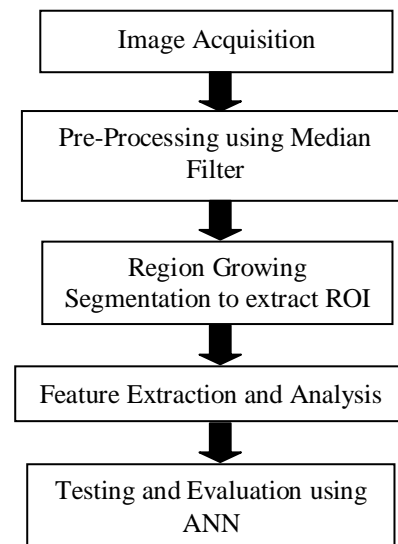 Image Acquisition
Pre-Processing using Median
Filter
Region Growing
Segmentation to extract ROI
Feature Extraction and Analysis
Testing and Evaluation using
ANN